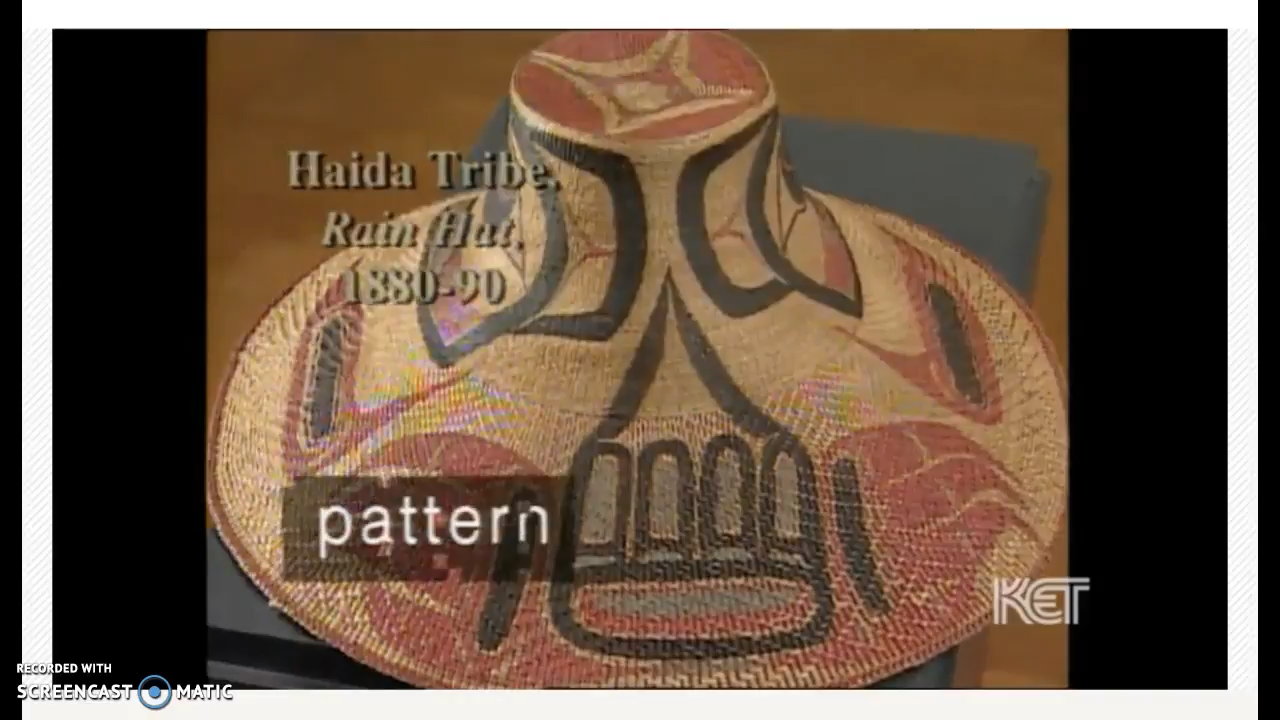 Haida Tribe,
Rain Hat,
1880-90
pattern
KET
RECORDED WITH
SCREENCAST MATIC